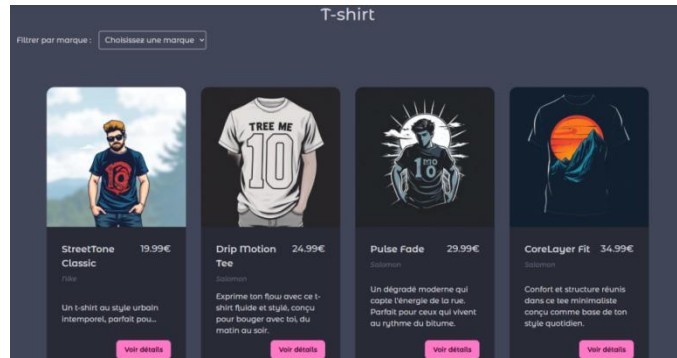 T-shirt
Filtrer par marque : Choisissez une marque
TREE ME
10
StreetTone 19.99€
Classic
Nike
Un t-shirt au style urbain
intemporel, parfait pou...
Voir détails
Drip Motion 24.99€
Tee
Salomon
Exprime ton flow avec ce t-
shirt fluide et stylé, conçu
pour bouger avec toi, du
matin au soir.
Voir détails
Pulse Fade 29.99€
Salomon
Un dégradé moderne qui
capte l'énergie de la rue.
Parfait pour ceux qui vivent
au rythme du bitume.
Voir détails
CoreLayer Fit 34.99€
Salomon
Confort et structure réunis
dans ce tee minimaliste
conçu comme base de ton
style quotidien.
Voir détails